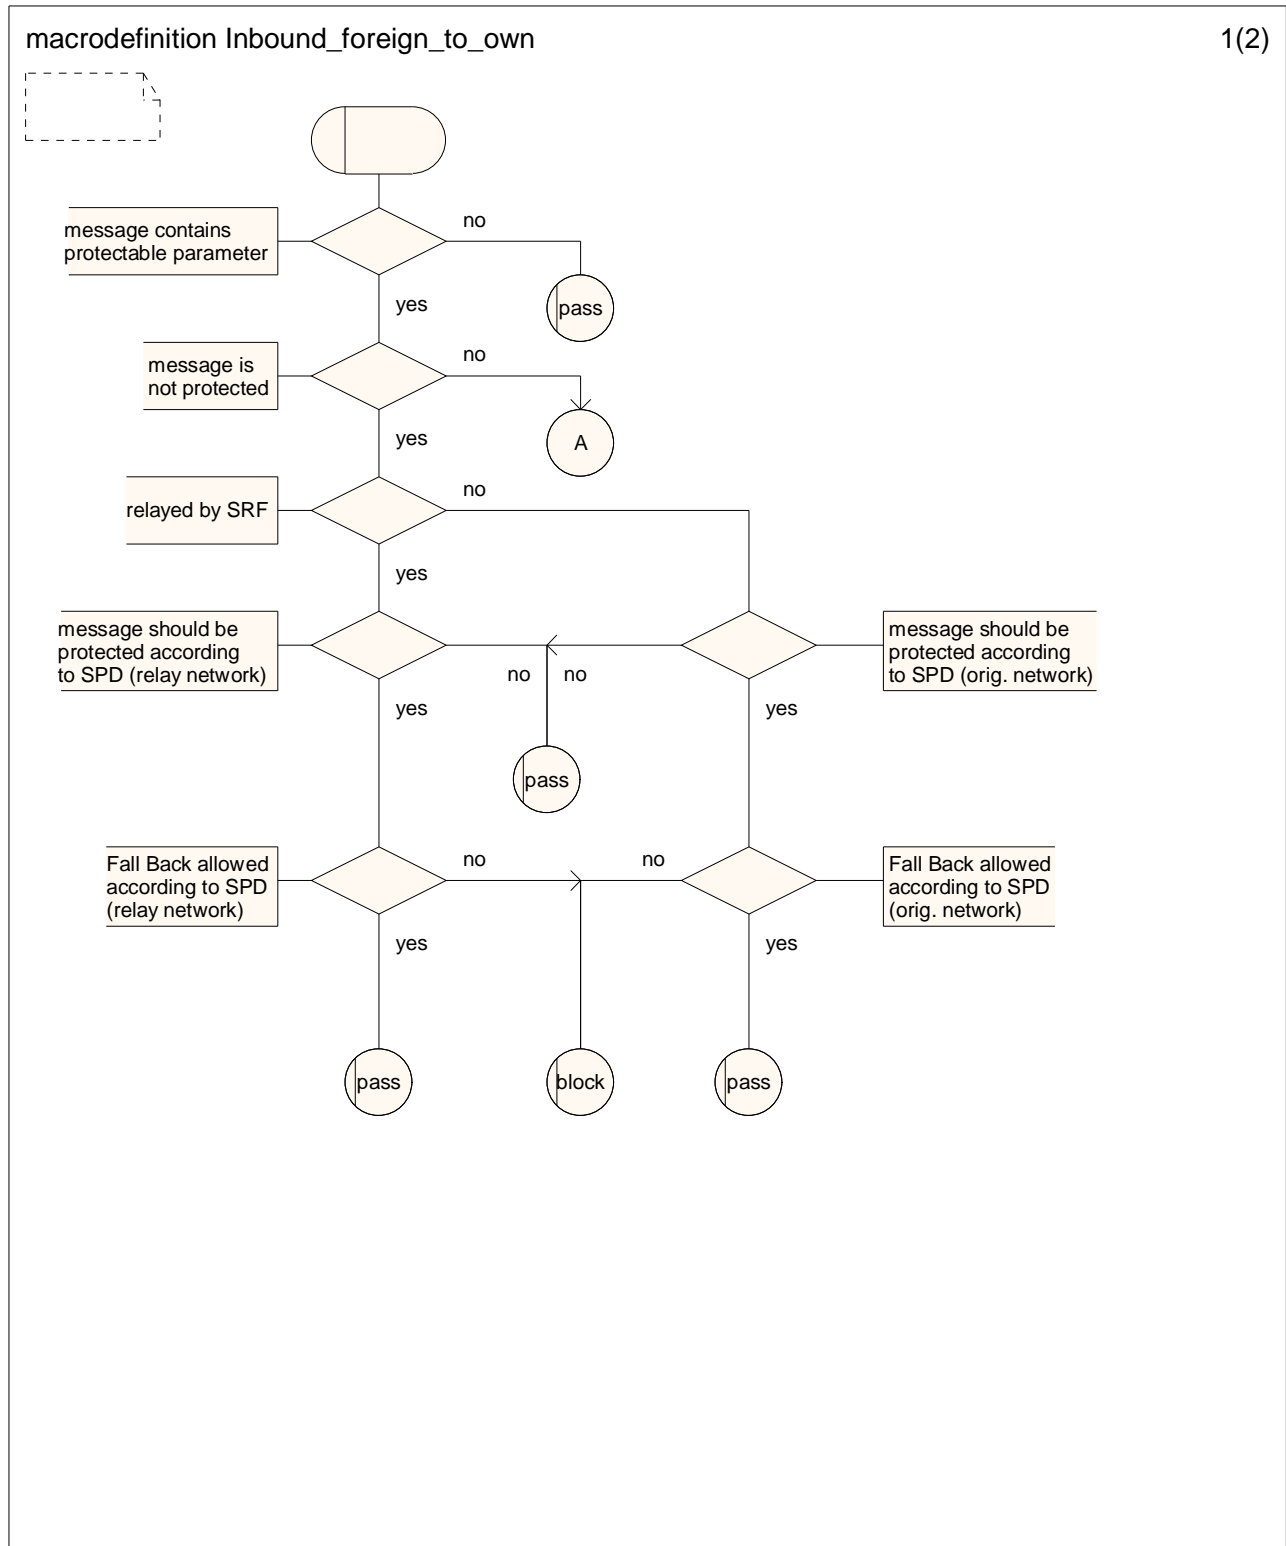 macrodefinition Inbound_foreign_to_own
1(2)
message contains
protectable parameter
no
yes
pass
message is
not protected
no
yes
A
relayed by SRF
no
yes
message should be
protected according
to SPD (relay network)
no
no
message should be
protected according
to SPD (orig. network)
yes
yes
pass
Fall Back allowed
according to SPD
(relay network)
no
no
Fall Back allowed
according to SPD
(orig. network)
yes
yes
pass
block
pass